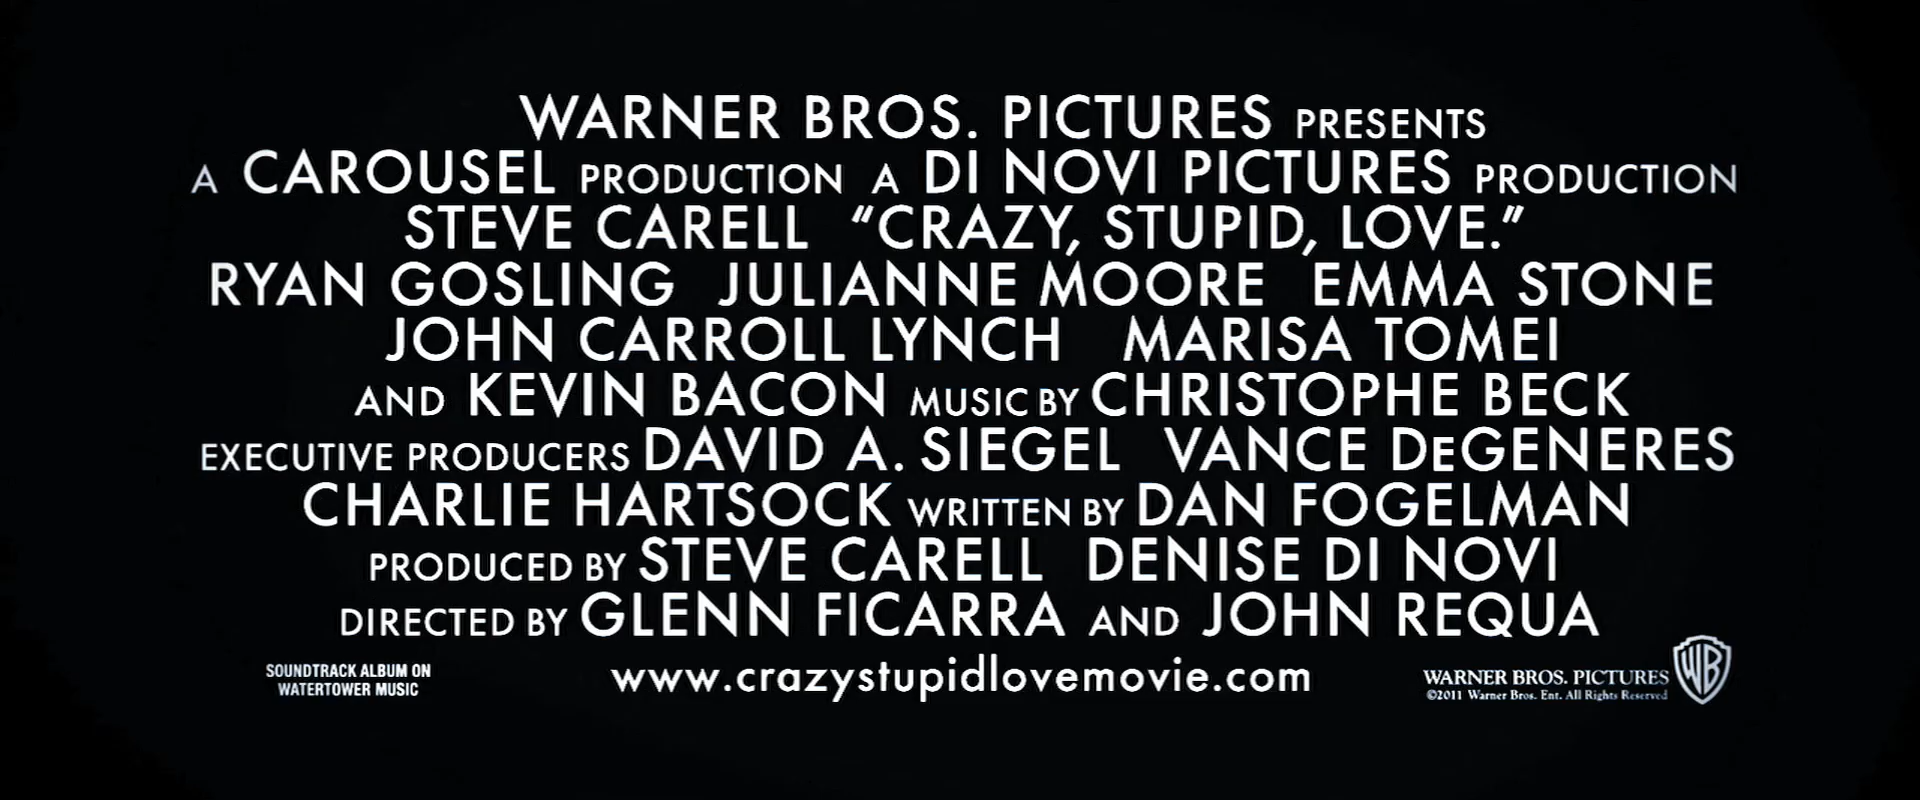 WARNER BROS. PICTURES PRESENTS
A CAROUSEL PRODUCTION A DI NOVI PICTURES PRODUCTION
STEVE CARELL “CRAZY, STUPID, LOVE.”
RYAN GOSLING JULIANNE MOORE EMMA STONE
JOHN CARROLL LYNCH MARISA TOMEI
AND KEVIN BACON MUSIC BY CHRISTOPHE BECK
EXECUTIVE PRODUCERS DAVID A. SIEGEL VANCE DeGENERES
CHARLIE HARTSOCK WRITTEN BY DAN FOGELMAN
PRODUCED BY STEVE CARELL DENISE DI NOVI
DIRECTED BY GLENN FICARRA AND JOHN REQUA
SOUNDTRACK ALBUM ON
WATERTOWER MUSIC
www.crazystupidlovemovie.com
WARNER BROS. PICTURES
©2011 Warner Bros. Ent. All Rights Reserved
WB